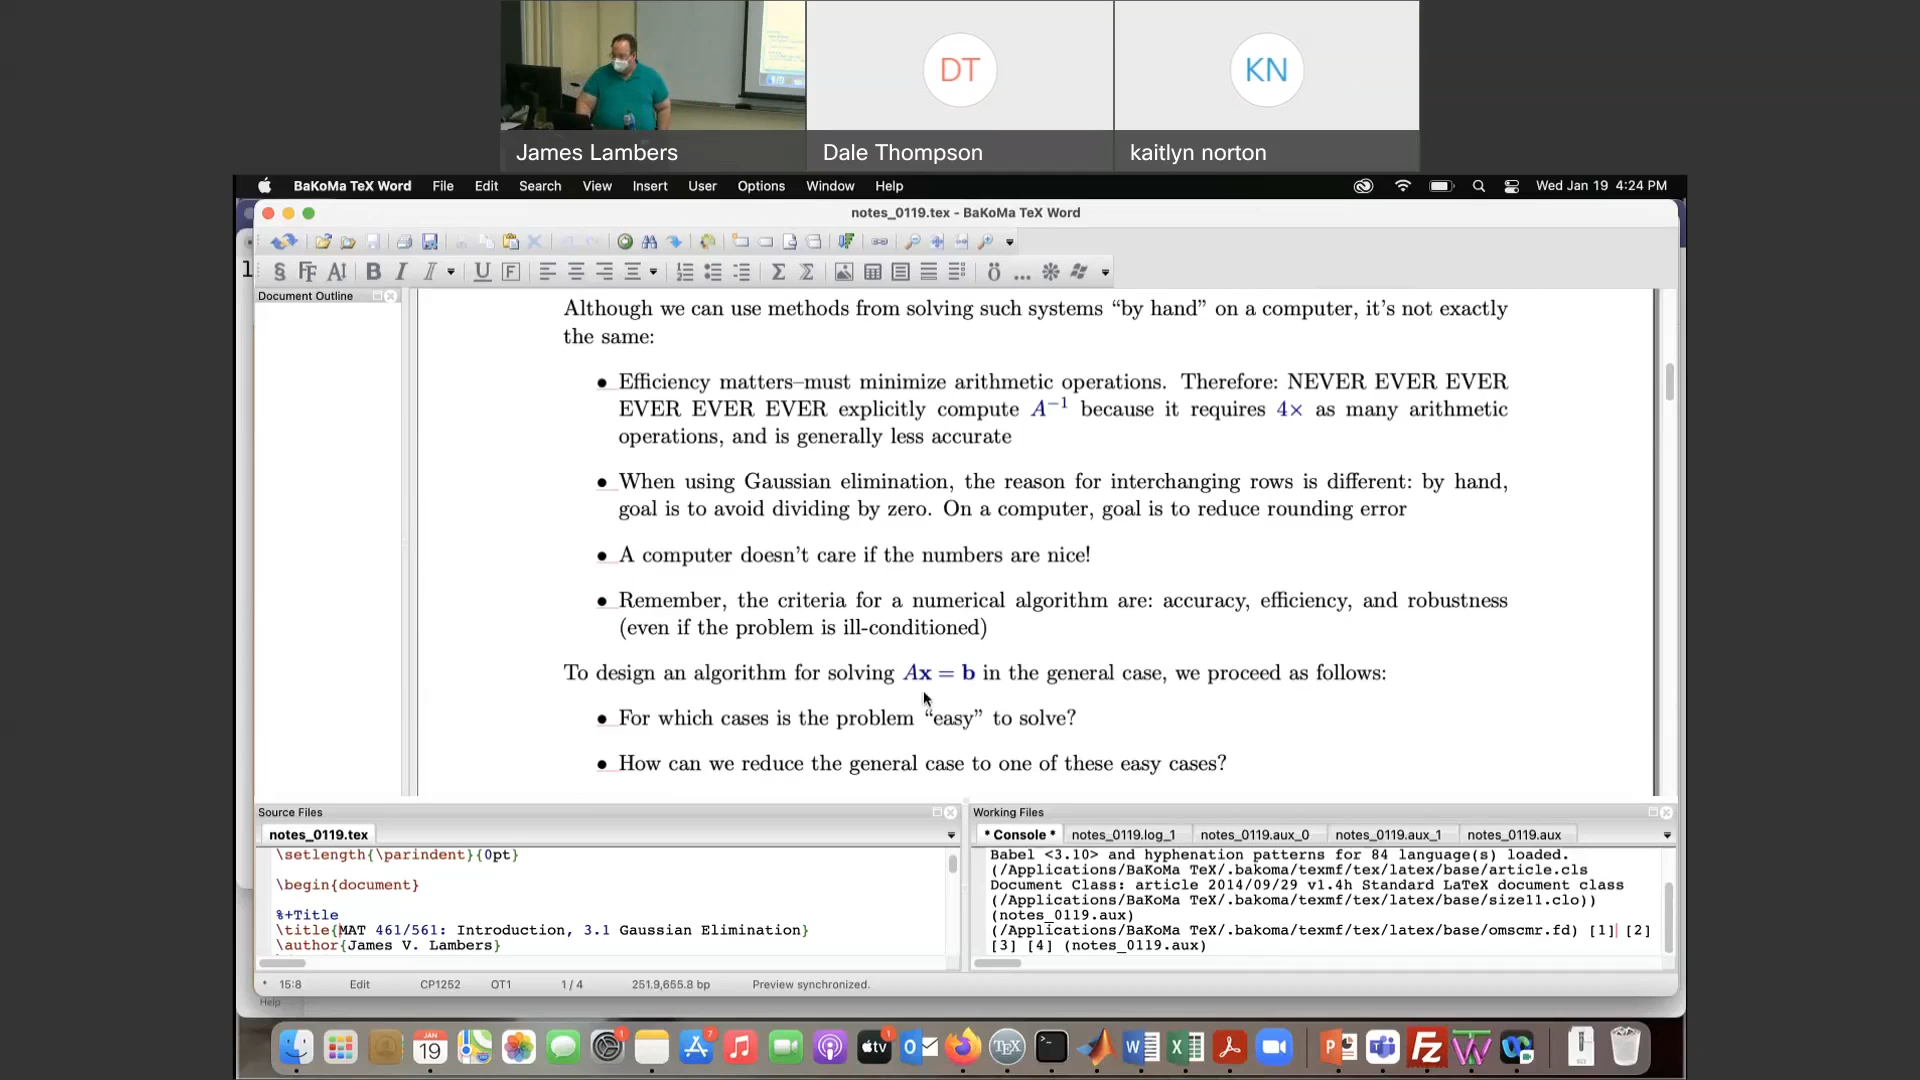 DT
KN
James Lambers
Dale Thompson
kaitlyn norton
BaKoMa TeX Word File Edit Search View Insert User Options Window Help
Wed Jan 19 4:24 PM
notes_0119.tex - BaKoMa TeX Word
Document Outline
Although we can use methods from solving such systems “by hand” on a computer, it’s not exactly
the same:
• Efficiency matters–must minimize arithmetic operations. Therefore: NEVER EVER EVER
EVER EVER EVER explicitly compute A⁻¹ because it requires 4× as many arithmetic
operations, and is generally less accurate
• When using Gaussian elimination, the reason for interchanging rows is different: by hand,
goal is to avoid dividing by zero. On a computer, goal is to reduce rounding error
• A computer doesn’t care if the numbers are nice!
• Remember, the criteria for a numerical algorithm are: accuracy, efficiency, and robustness
(even if the problem is ill-conditioned)
To design an algorithm for solving Ax = b in the general case, we proceed as follows:
• For which cases is the problem “easy” to solve?
• How can we reduce the general case to one of these easy cases?
Source Files
notes_0119.tex
\setlength{\parindent}{0pt}
\begin{document}
%+Title
\title{MAT 461/561: Introduction, 3.1 Gaussian Elimination}
\author{James V. Lambers}
Working Files
* Console * notes_0119.log_1 notes_0119.aux_0 notes_0119.aux_1 notes_0119.aux
Babel <3.10> and hyphenation patterns for 84 language(s) loaded.
(/Applications/BaKoMa TeX/.bakoma/texmf/tex/latex/base/article.cls
Document Class: article 2014/09/29 v1.4h Standard LaTeX document class
(/Applications/BaKoMa TeX/.bakoma/texmf/tex/latex/base/size11.clo))
(notes_0119.aux)
(/Applications/BaKoMa TeX/.bakoma/texmf/tex/latex/base/omscmr.fd) [1] [2]
[3] [4] (notes_0119.aux)
* 15:8 Edit CP1252 OT1 1 / 4 251.9,655.8 bp Preview synchronized.
Help
JAN
19
1
7
tv
1
TEX